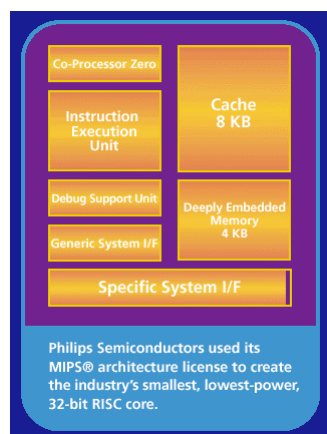 Co-Processor Zero
Instruction
Execution
Unit
Debug Support Unit
Generic System I/F
Cache
8 KB
Deeply Embedded
Memory
4 KB
Specific System I/F
Philips Semiconductors used its
MIPS® architecture license to create
the industry’s smallest, lowest-power,
32-bit RISC core.